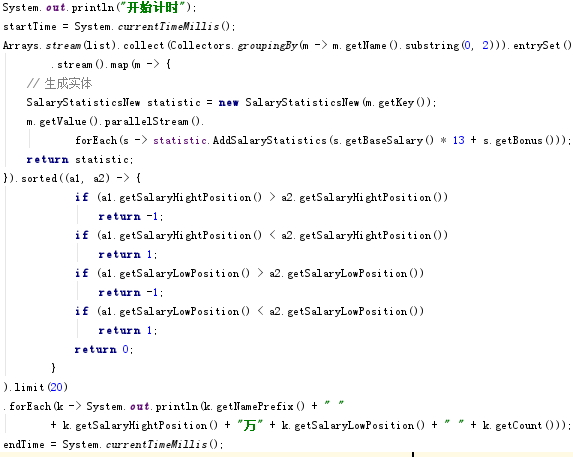 System.out.println("开始计时");
startTime = System.currentTimeMillis();
Arrays.stream(list).collect(Collectors.groupingBy(m -> m.getName().substring(0, 2))).entrySet()
.stream().map(m -> {
// 生成实体
SalaryStatisticsNew statistic = new SalaryStatisticsNew(m.getKey());
m.getValue().parallelStream().
forEach(s -> statistic.AddSalaryStatistics(s.getBaseSalary() * 13 + s.getBonus()));
return statistic;
}).sorted((a1, a2) -> {
if (a1.getSalaryHightPosition() > a2.getSalaryHightPosition())
return -1;
if (a1.getSalaryHightPosition() < a2.getSalaryHightPosition())
return 1;
if (a1.getSalaryLowPosition() > a2.getSalaryLowPosition())
return -1;
if (a1.getSalaryLowPosition() < a2.getSalaryLowPosition())
return 1;
return 0;
}
).limit(20)
.forEach(k -> System.out.println(k.getNamePrefix() + " "
+ k.getSalaryHightPosition() + "万" + k.getSalaryLowPosition() + " " + k.getCount()));
endTime = System.currentTimeMillis();